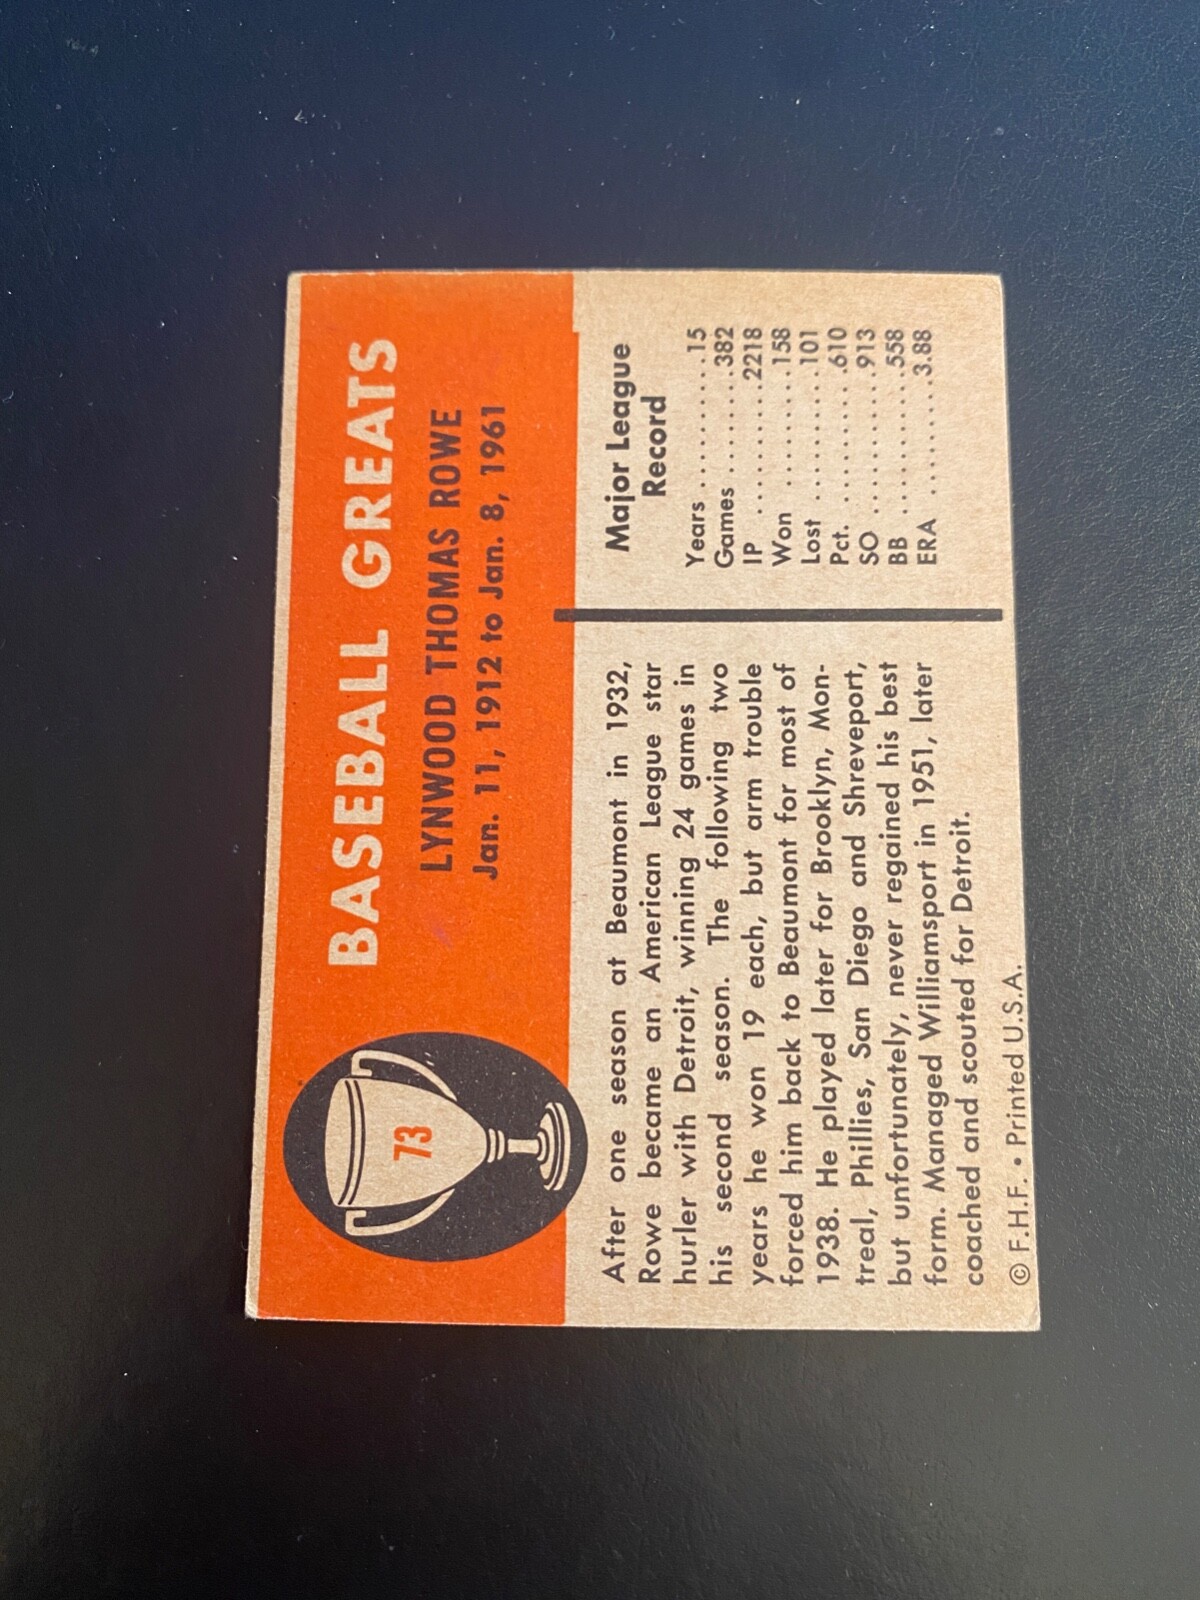 73
BASEBALL GREATS
LYNWOOD THOMAS ROWE
Jan. 11, 1912 to Jan. 8, 1961
After one season at Beaumont in 1932,
Rowe became an American League star
hurler with Detroit, winning 24 games in
his second season. The following two
years he won 19 each, but arm trouble
forced him back to Beaumont for most of
1938. He played later for Brooklyn, Mon-
treal, Phillies, San Diego and Shreveport,
but unfortunately, never regained his best
form. Managed Williamsport in 1951, later
coached and scouted for Detroit.
© F.H.F. • Printed U.S.A.
Major League
Record
Years..........15
Games........382
IP..........2218
Won.........158
Lost.........101
Pct..........610
SO..........913
BB..........558
ERA........3.88